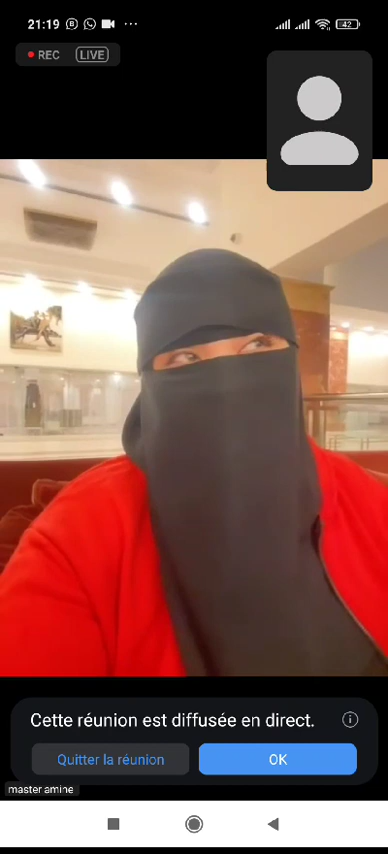 21:19
42
REC LIVE
Cette réunion est diffusée en direct.
Quitter la réunion
OK
master amine